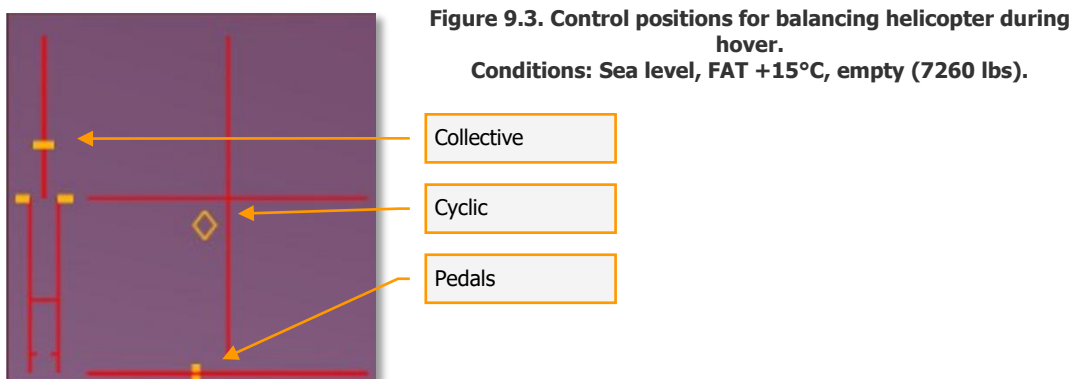 Figure 9.3. Control positions for balancing helicopter during
hover.
Conditions: Sea level, FAT +15°C, empty (7260 lbs).
Collective
Cyclic
Pedals